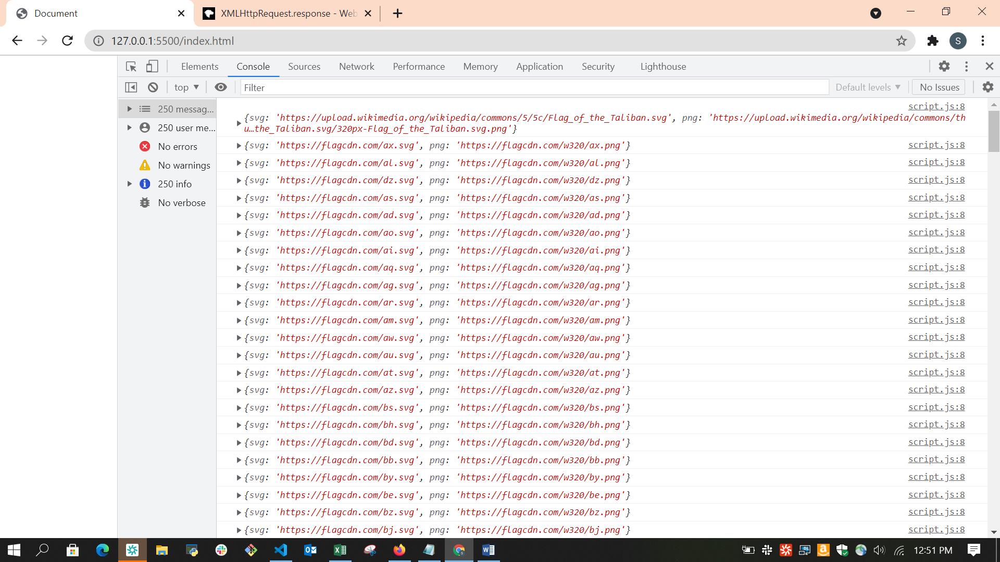 Document
XMLHttpRequest.response - Web
127.0.0.1:5500/index.html
S
Elements Console Sources Network Performance Memory Application Security Lighthouse
top Filter Default levels No Issues
250 messag...
250 user me...
No errors
No warnings
250 info
No verbose
script.js:8
{svg: 'https://upload.wikimedia.org/wikipedia/commons/5/5c/Flag_of_the_Taliban.svg', png: 'https://upload.wikimedia.org/wikipedia/commons/th
u…the_Taliban.svg/320px-Flag_of_the_Taliban.svg.png'}
{svg: 'https://flagcdn.com/ax.svg', png: 'https://flagcdn.com/w320/ax.png'} script.js:8
{svg: 'https://flagcdn.com/al.svg', png: 'https://flagcdn.com/w320/al.png'} script.js:8
{svg: 'https://flagcdn.com/dz.svg', png: 'https://flagcdn.com/w320/dz.png'} script.js:8
{svg: 'https://flagcdn.com/as.svg', png: 'https://flagcdn.com/w320/as.png'} script.js:8
{svg: 'https://flagcdn.com/ad.svg', png: 'https://flagcdn.com/w320/ad.png'} script.js:8
{svg: 'https://flagcdn.com/ao.svg', png: 'https://flagcdn.com/w320/ao.png'} script.js:8
{svg: 'https://flagcdn.com/ai.svg', png: 'https://flagcdn.com/w320/ai.png'} script.js:8
{svg: 'https://flagcdn.com/aq.svg', png: 'https://flagcdn.com/w320/aq.png'} script.js:8
{svg: 'https://flagcdn.com/ag.svg', png: 'https://flagcdn.com/w320/ag.png'} script.js:8
{svg: 'https://flagcdn.com/ar.svg', png: 'https://flagcdn.com/w320/ar.png'} script.js:8
{svg: 'https://flagcdn.com/am.svg', png: 'https://flagcdn.com/w320/am.png'} script.js:8
{svg: 'https://flagcdn.com/aw.svg', png: 'https://flagcdn.com/w320/aw.png'} script.js:8
{svg: 'https://flagcdn.com/au.svg', png: 'https://flagcdn.com/w320/au.png'} script.js:8
{svg: 'https://flagcdn.com/at.svg', png: 'https://flagcdn.com/w320/at.png'} script.js:8
{svg: 'https://flagcdn.com/az.svg', png: 'https://flagcdn.com/w320/az.png'} script.js:8
{svg: 'https://flagcdn.com/bs.svg', png: 'https://flagcdn.com/w320/bs.png'} script.js:8
{svg: 'https://flagcdn.com/bh.svg', png: 'https://flagcdn.com/w320/bh.png'} script.js:8
{svg: 'https://flagcdn.com/bd.svg', png: 'https://flagcdn.com/w320/bd.png'} script.js:8
{svg: 'https://flagcdn.com/bb.svg', png: 'https://flagcdn.com/w320/bb.png'} script.js:8
{svg: 'https://flagcdn.com/by.svg', png: 'https://flagcdn.com/w320/by.png'} script.js:8
{svg: 'https://flagcdn.com/be.svg', png: 'https://flagcdn.com/w320/be.png'} script.js:8
{svg: 'https://flagcdn.com/bz.svg', png: 'https://flagcdn.com/w320/bz.png'} script.js:8
{svg: 'https://flagcdn.com/bj.svg', png: 'https://flagcdn.com/w320/bj.png'} script.js:8
12:51 PM